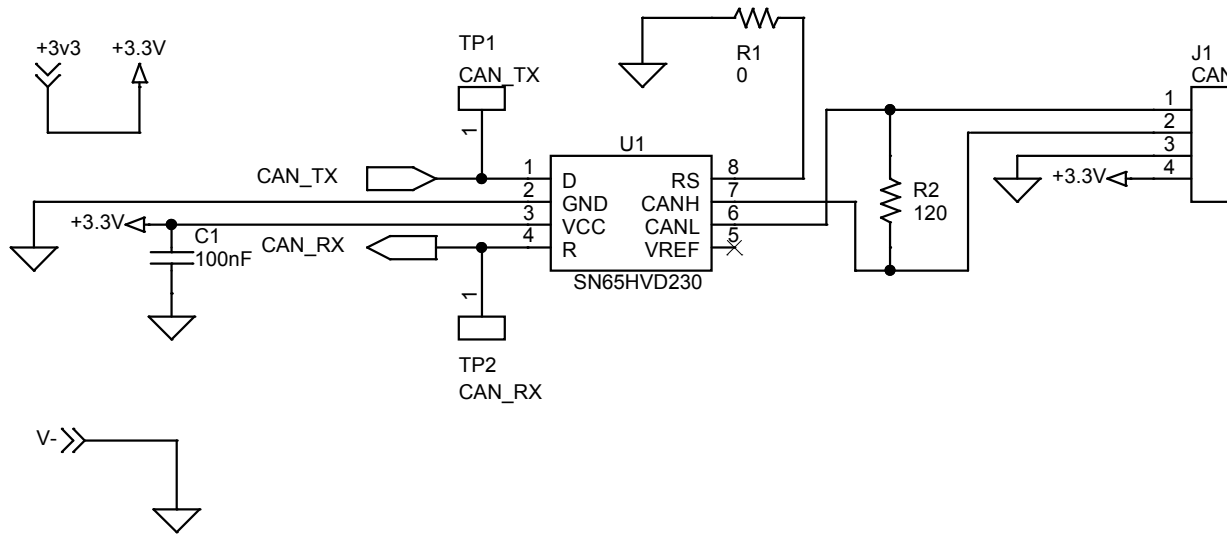 +3v3
+3.3V
TP1
CAN_TX
1
R1
0
J1
CAN
1
2
3
4
+3.3V
U1
CAN_TX
1
2
3
4
D
GND
VCC
R
RS
CANH
CANL
VREF
8
7
6
5
SN65HVD230
R2
120
+3.3V
C1
100nF
CAN_RX
1
TP2
CAN_RX
V-